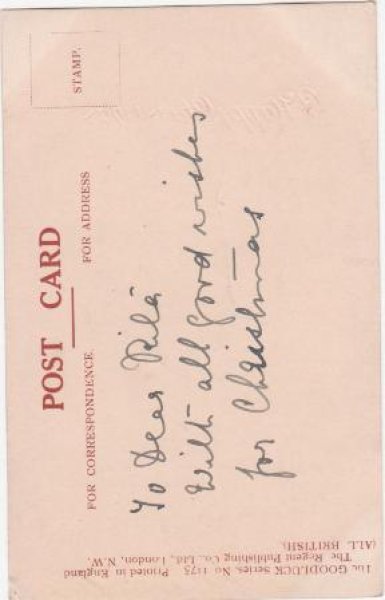 STAMP.
POST CARD
FOR CORRESPONDENCE.
FOR ADDRESS
To Dear Rita
With all good wishes
for Christmas
The GOODLUCK Series. No 1175. Printed in England
The Regent Publishing Co., Ltd., London, N.W.
(ALL BRITISH)